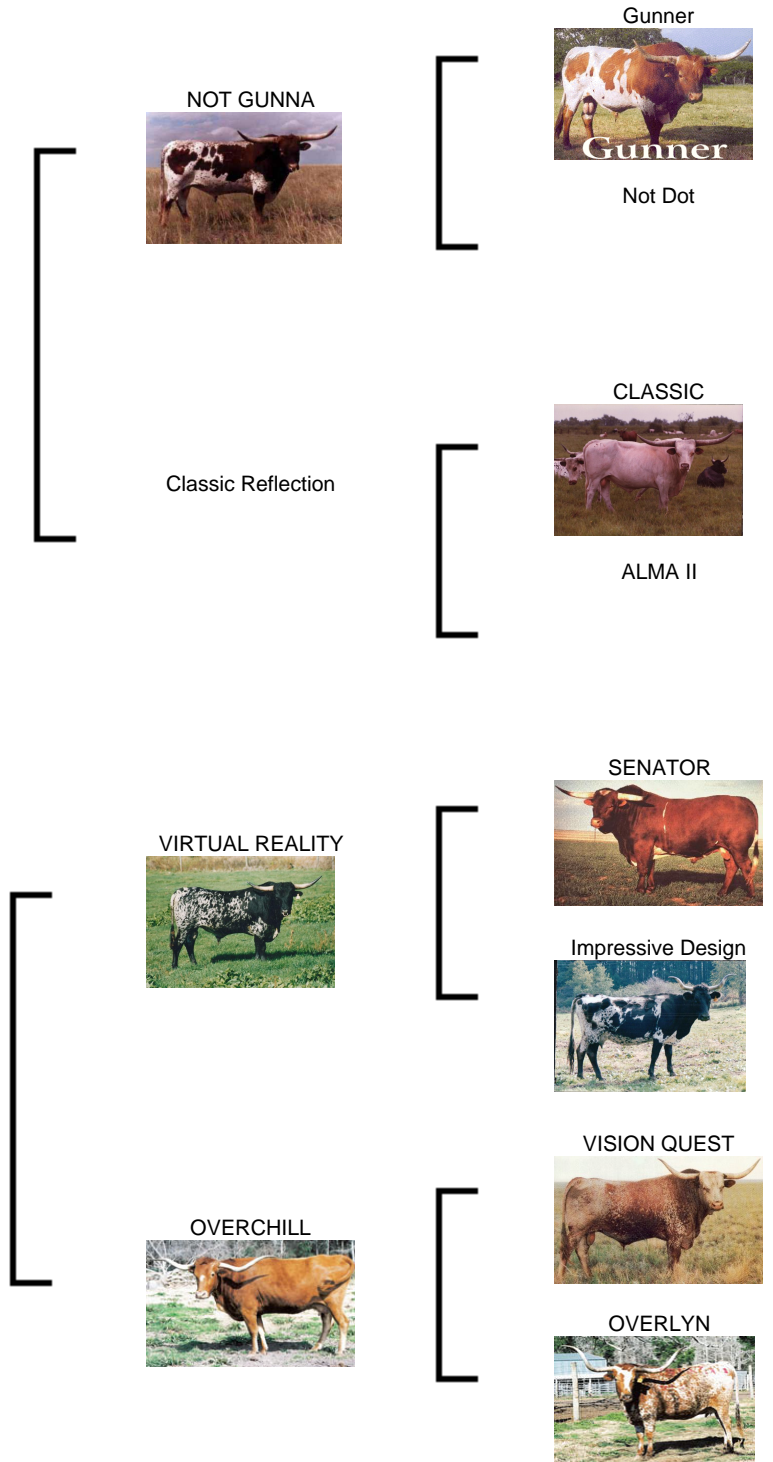 Gunner
NOT GUNNA
Gunner
Not Dot
CLASSIC
Classic Reflection
ALMA II
SENATOR
VIRTUAL REALITY
Impressive Design
VISION QUEST
OVERCHILL
OVERLYN